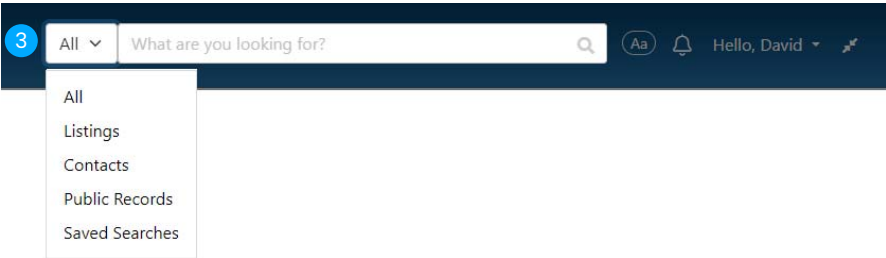 3 All What are you looking for? Aa Hello, David
All
Listings
Contacts
Public Records
Saved Searches